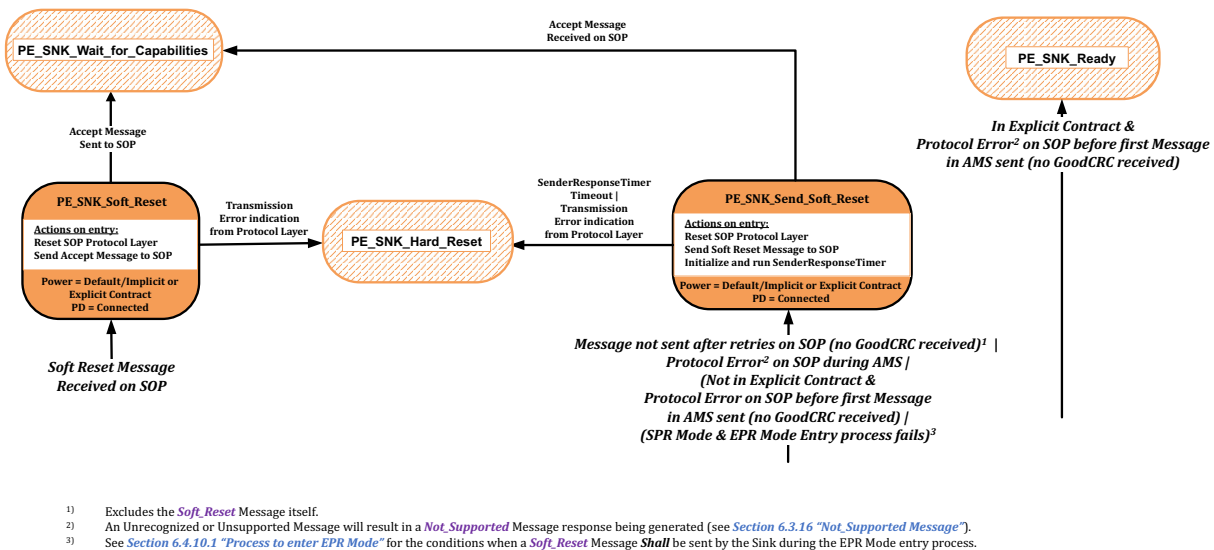 Accept Message
Received on SOP
PE_SNK_Wait_for_Capabilities
PE_SNK_Ready
Accept Message
Sent to SOP
In Explicit Contract &
Protocol Error2 on SOP before first Message
in AMS sent (no GoodCRC received)
PE_SNK_Soft_Reset
Actions on entry:
Reset SOP Protocol Layer
Send Accept Message to SOP
Power = Default/Implicit or
Explicit Contract
PD = Connected
Transmission
Error indication
from Protocol Layer
PE_SNK_Hard_Reset
SenderResponseTimer
Timeout |
Transmission
Error indication
from Protocol Layer
PE_SNK_Send_Soft_Reset
Actions on entry:
Reset SOP Protocol Layer
Send Soft Reset Message to SOP
Initialize and run SenderResponseTimer
Power = Default/Implicit or Explicit Contract
PD = Connected
Soft Reset Message
Received on SOP
Message not sent after retries on SOP (no GoodCRC received)1 |
Protocol Error2 on SOP during AMS |
(Not in Explicit Contract &
Protocol Error on SOP before first Message
in AMS sent (no GoodCRC received) |
(SPR Mode & EPR Mode Entry process fails)3
1) Excludes the Soft_Reset Message itself.
2) An Unrecognized or Unsupported Message will result in a Not_Supported Message response being generated (see Section 6.3.16 “Not_Supported Message”).
3) See Section 6.4.10.1 “Process to enter EPR Mode” for the conditions when a Soft_Reset Message Shall be sent by the Sink during the EPR Mode entry process.